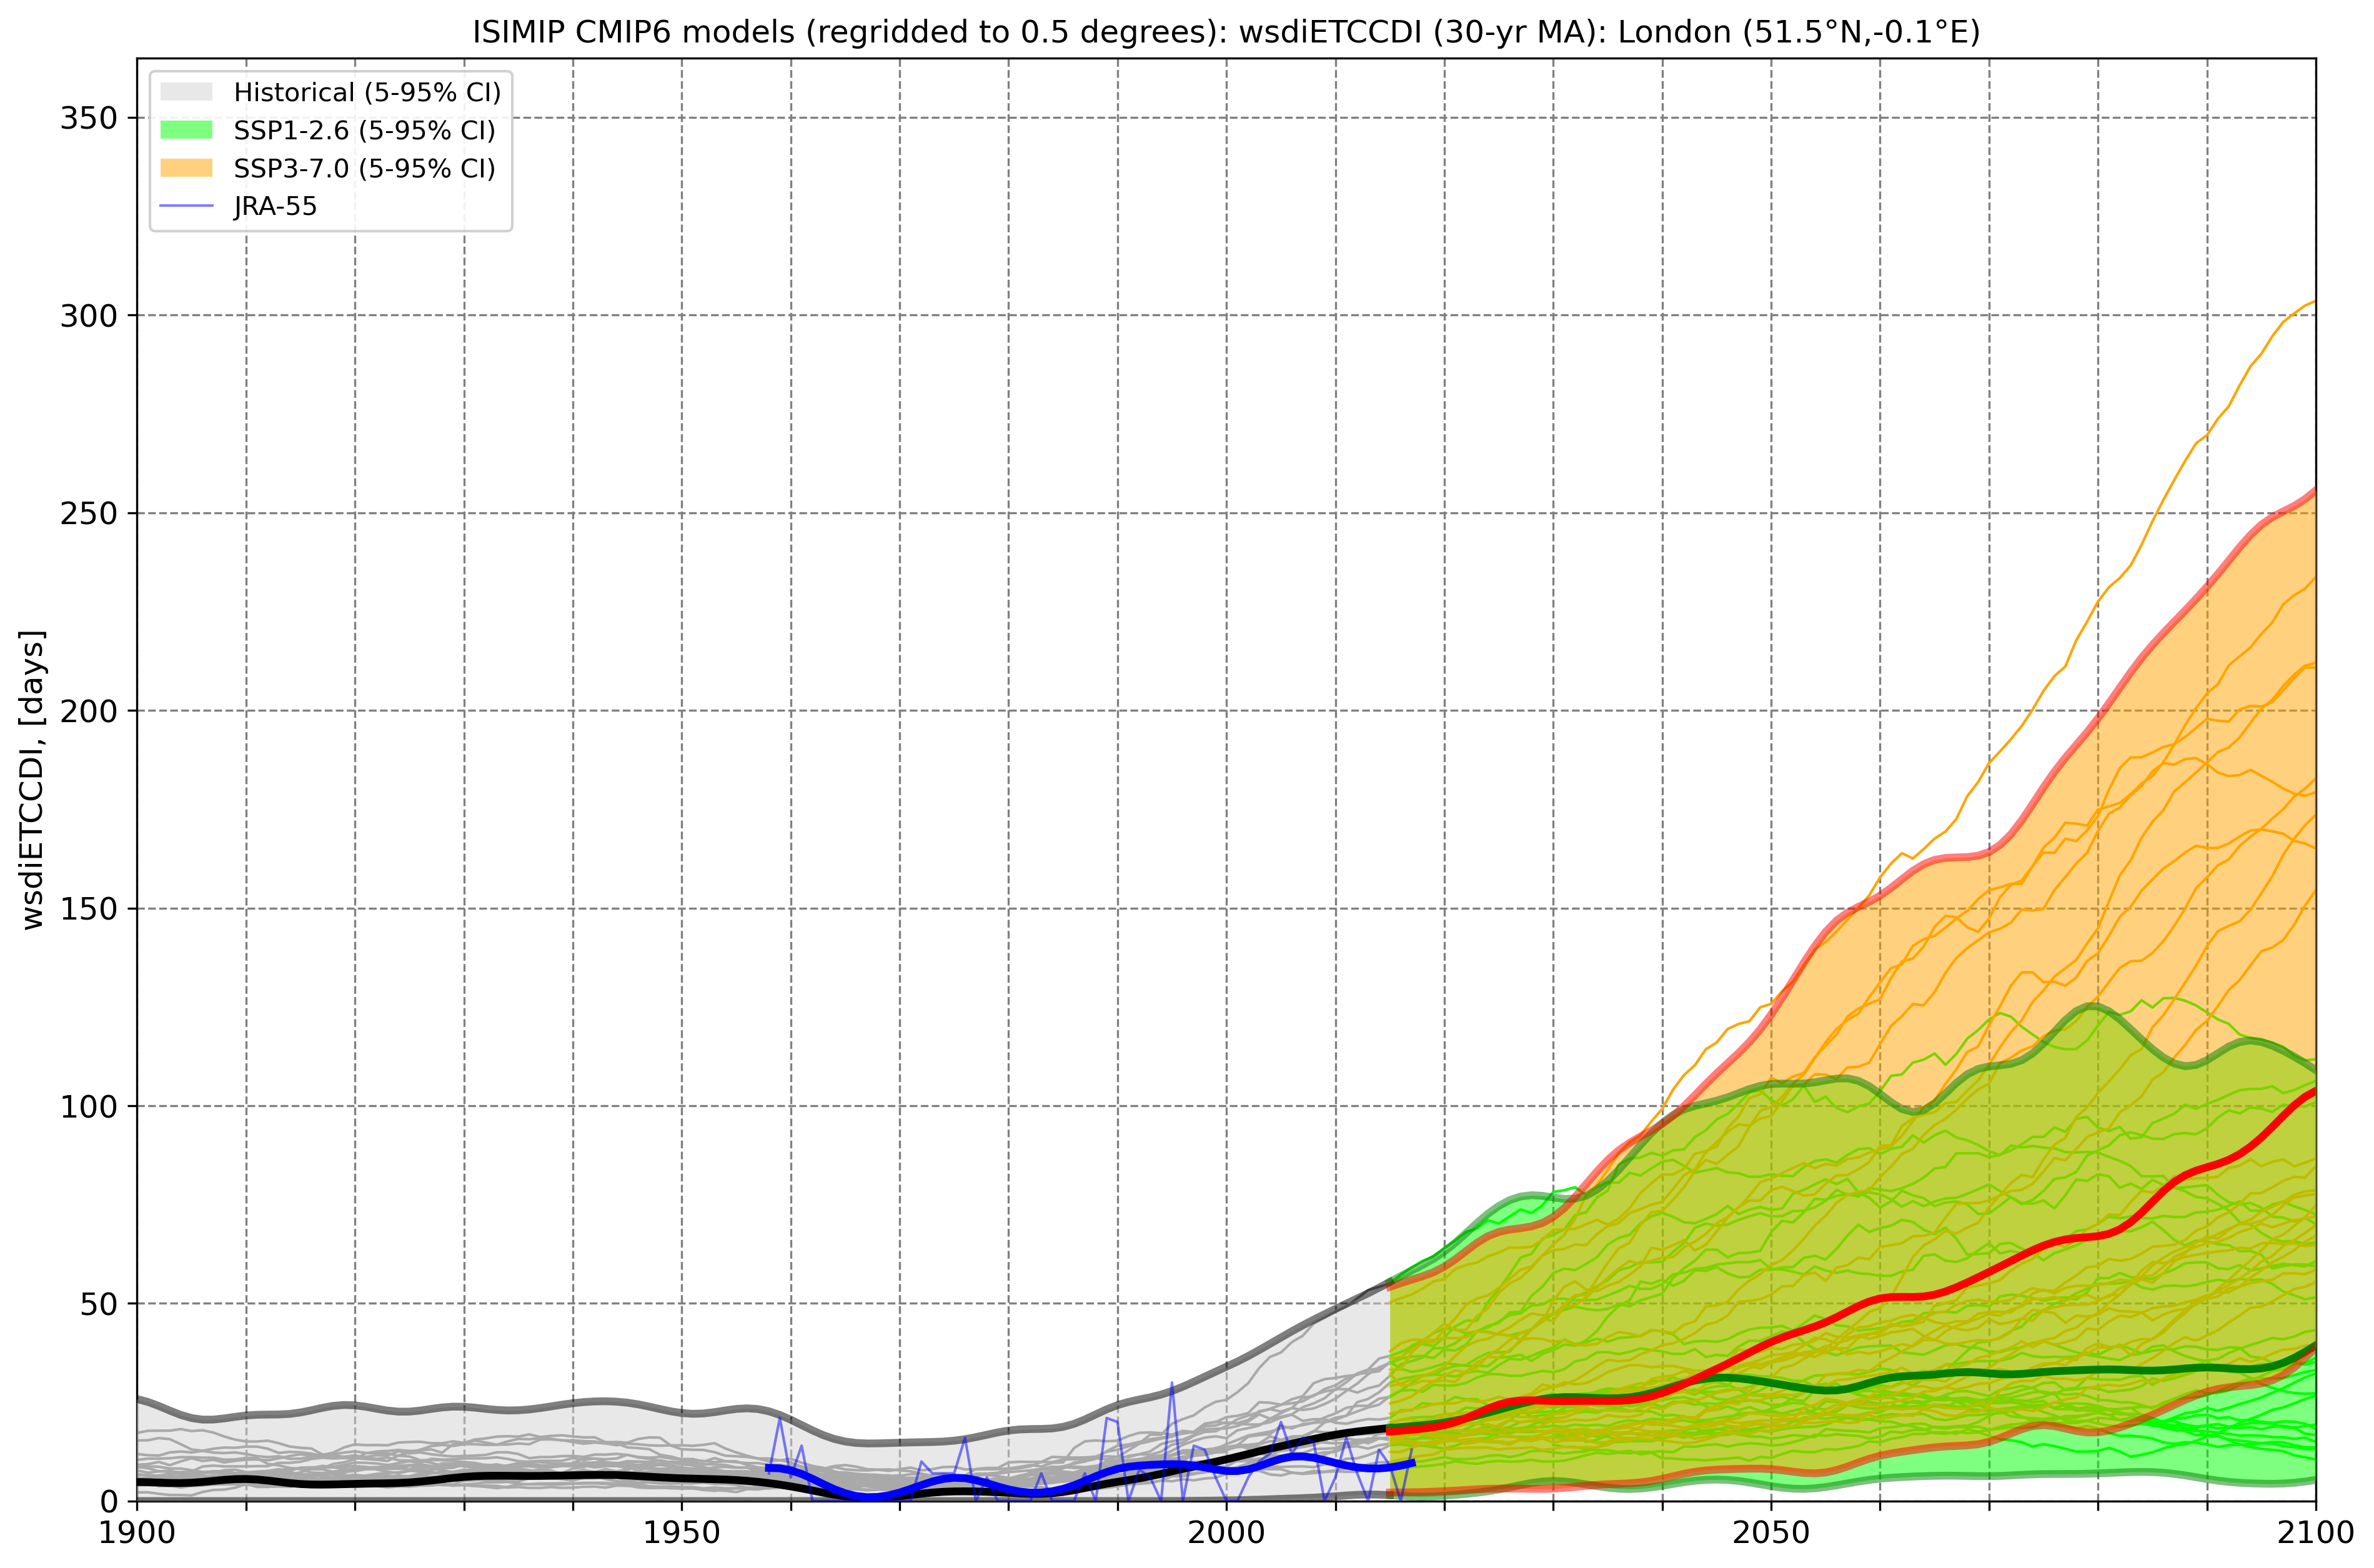 ISIMIP CMIP6 models (regridded to 0.5 degrees): wsdiETCCDI (30-yr MA): London (51.5°N,-0.1°E)
Historical (5-95% CI)
SSP1-2.6 (5-95% CI)
SSP3-7.0 (5-95% CI)
JRA-55
wsdiETCCDI, [days]
350
300
250
200
150
100
50
0
1900 1950 2000 2050 2100